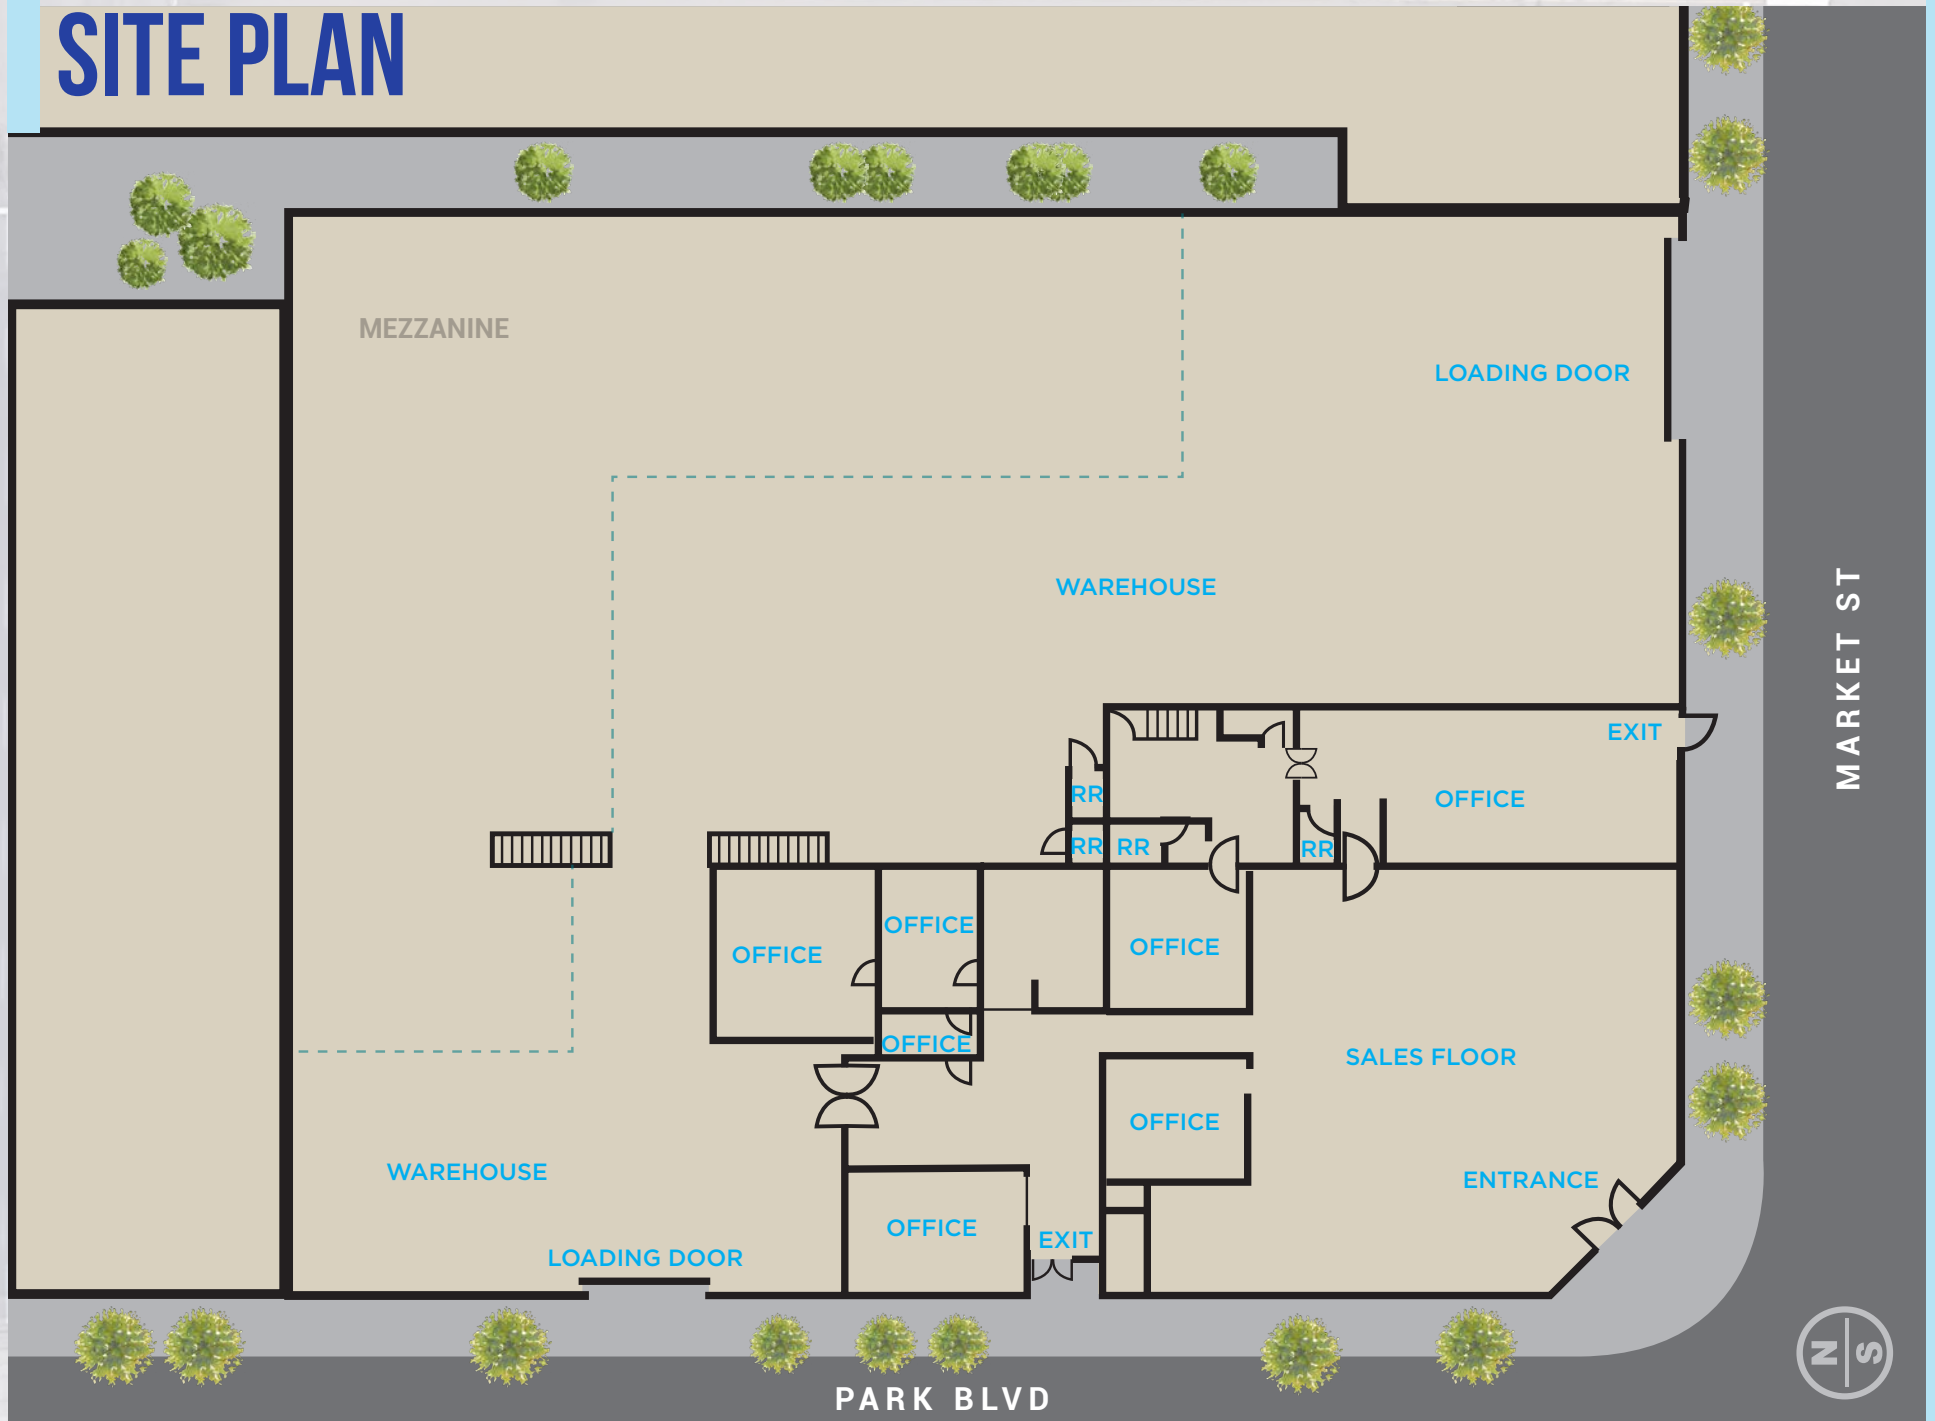 SITE PLAN
MEZZANINE
LOADING DOOR
WAREHOUSE
MARKET ST
EXIT
RR
OFFICE
RR
RR
RR
OFFICE
OFFICE
OFFICE
OFFICE
SALES FLOOR
OFFICE
WAREHOUSE
ENTRANCE
OFFICE
EXIT
LOADING DOOR
N S
PARK BLVD